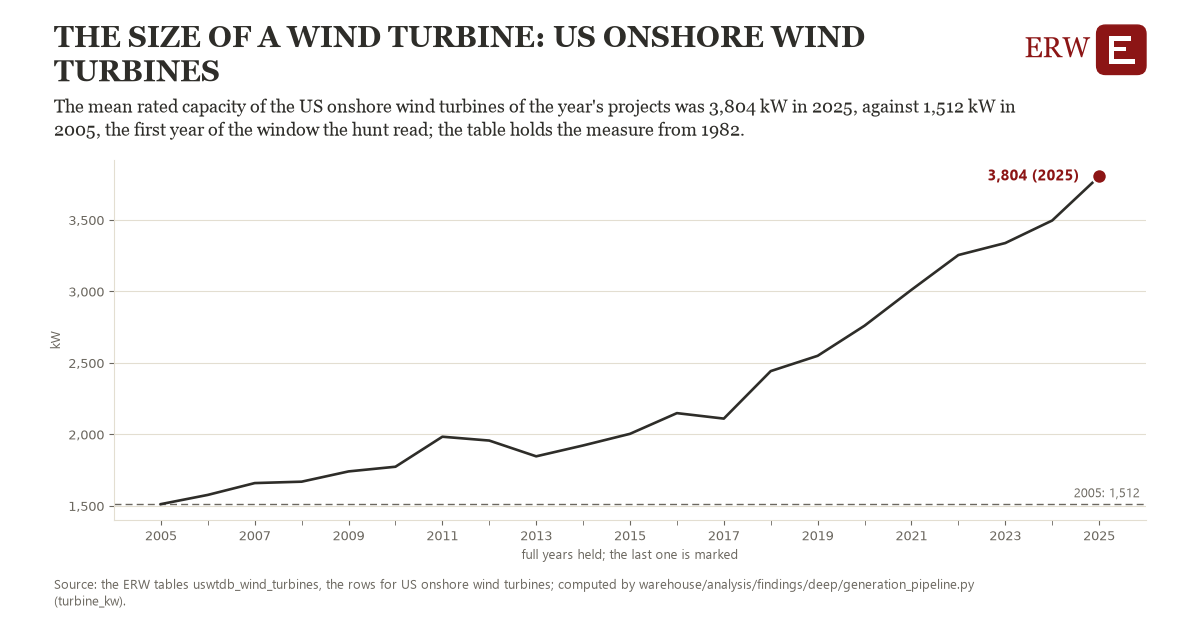 THE SIZE OF A WIND TURBINE: US ONSHORE WIND
TURBINES
ERW E
The mean rated capacity of the US onshore wind turbines of the year's projects was 3,804 kW in 2025, against 1,512 kW in
2005, the first year of the window the hunt read; the table holds the measure from 1982.
3,804 (2025)
3,500
3,000
2,500
2,000
1,500
kW
2005: 1,512
2005 2007 2009 2011 2013 2015 2017 2019 2021 2023 2025
full years held; the last one is marked
Source: the ERW tables uswtdb_wind_turbines, the rows for US onshore wind turbines; computed by warehouse/analysis/findings/deep/generation_pipeline.py
(turbine_kw).